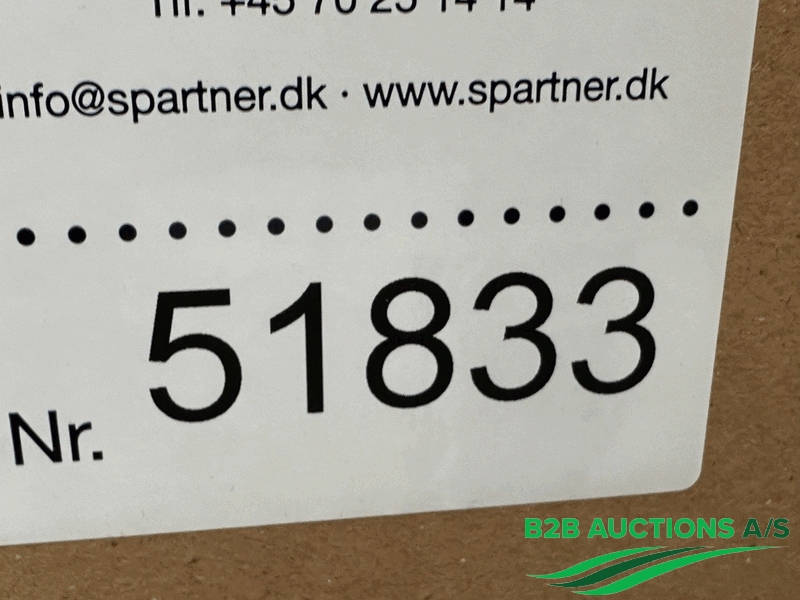 info@spartner.dk · www.spartner.dk
Nr. 51833
B2B AUCTIONS A/S